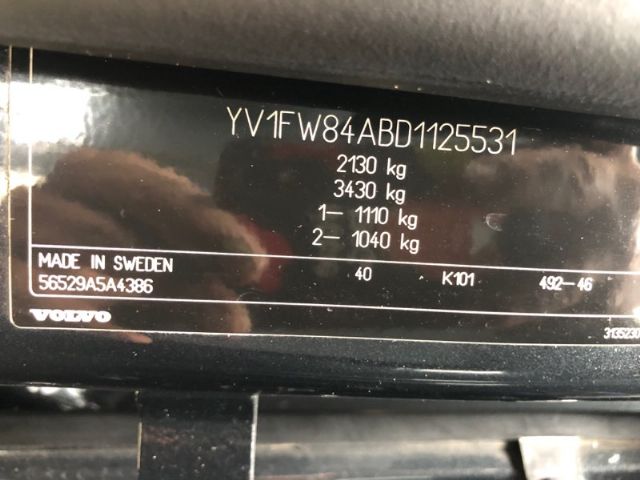 YV1FW84ABD1125531
2130 kg
3430 kg
1– 1110 kg
2– 1040 kg
MADE IN SWEDEN 40 K101 492–46
56529A5A4386
VOLVO
3135230